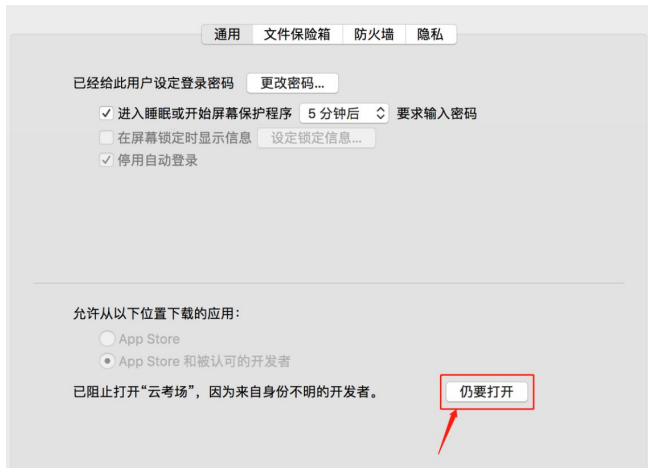 通用 文件保险箱 防火墙 隐私
已经给此用户设定登录密码 更改密码...
进入睡眠或开始屏幕保护程序 5 分钟后 要求输入密码
在屏幕锁定时显示信息 设定锁定信息...
停用自动登录
允许从以下位置下载的应用：
App Store
App Store 和被认可的开发者
已阻止打开“云考场”，因为来自身份不明的开发者。 仍要打开